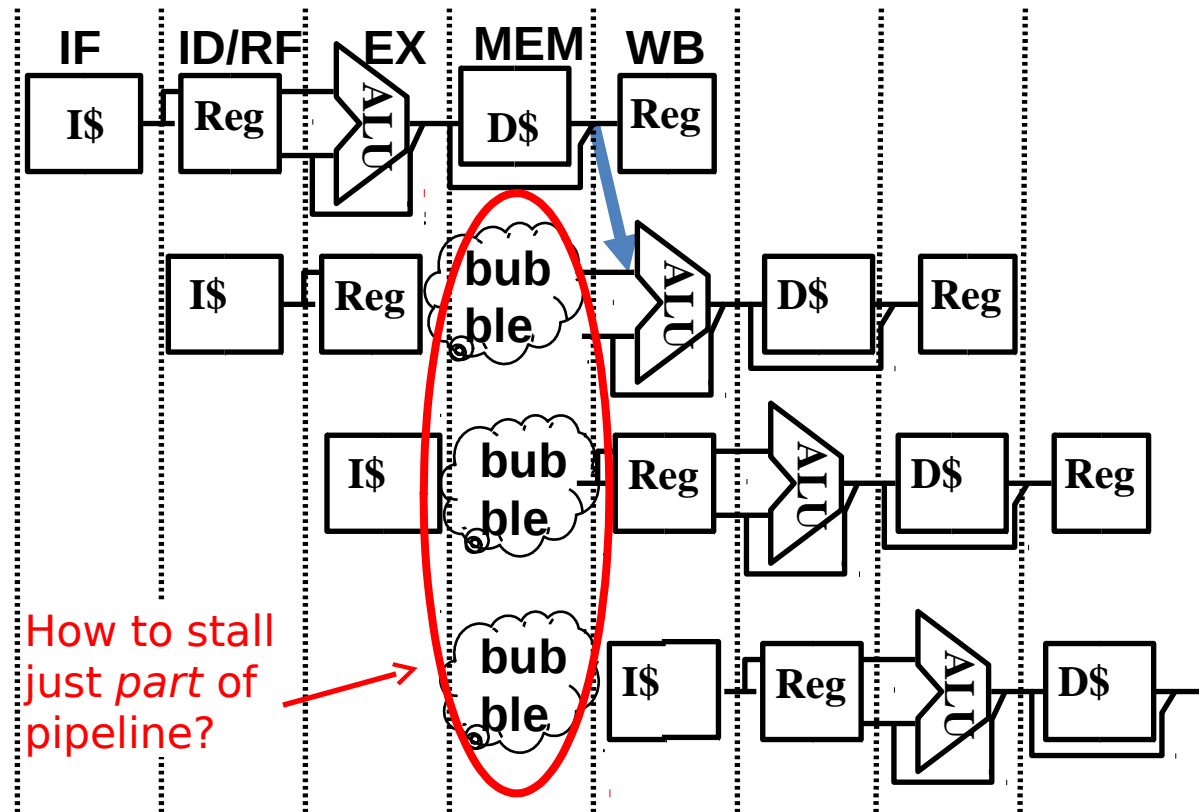 IF ID/RF EX MEM WB
I$ Reg ALU D$ Reg
bub
ble
I$ Reg ALU D$ Reg
bub
ble
I$ Reg ALU D$ Reg
How to stall
just part of
pipeline?
bub
ble
I$ Reg ALU D$